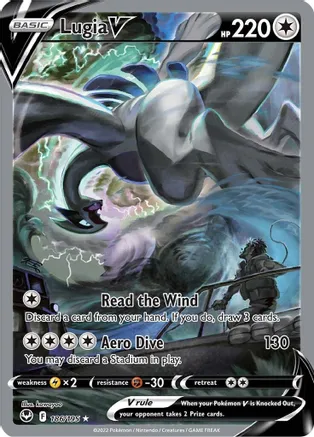 BASIC Lugia V HP 220
Read the Wind
Discard a card from your hand. If you do, draw 3 cards.
Aero Dive 130
You may discard a Stadium in play.
weakness ×2 resistance -30 retreat
Illus. kawayoo
V rule When your Pokémon V is Knocked Out, your opponent takes 2 Prize cards.
F 186/195 ★
©2022 Pokémon / Nintendo / Creatures / GAME FREAK